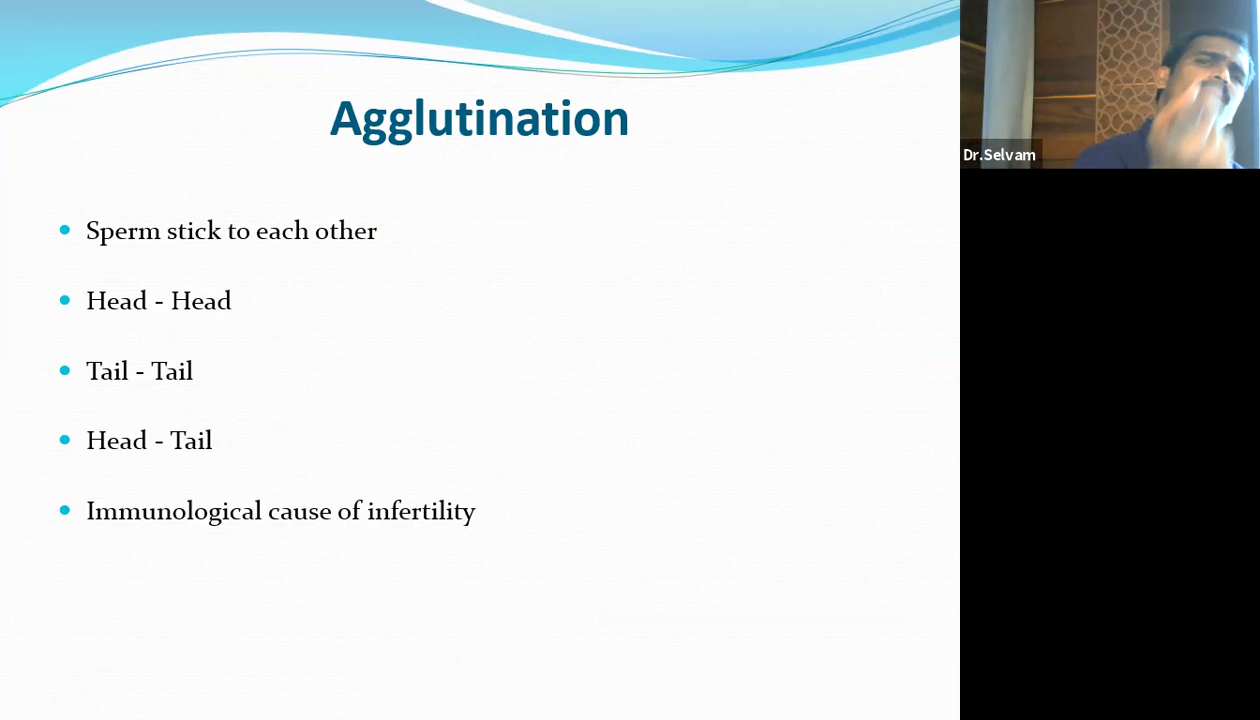 Agglutination
Sperm stick to each other
Head - Head
Tail - Tail
Head - Tail
Immunological cause of infertility
Dr.Selvam